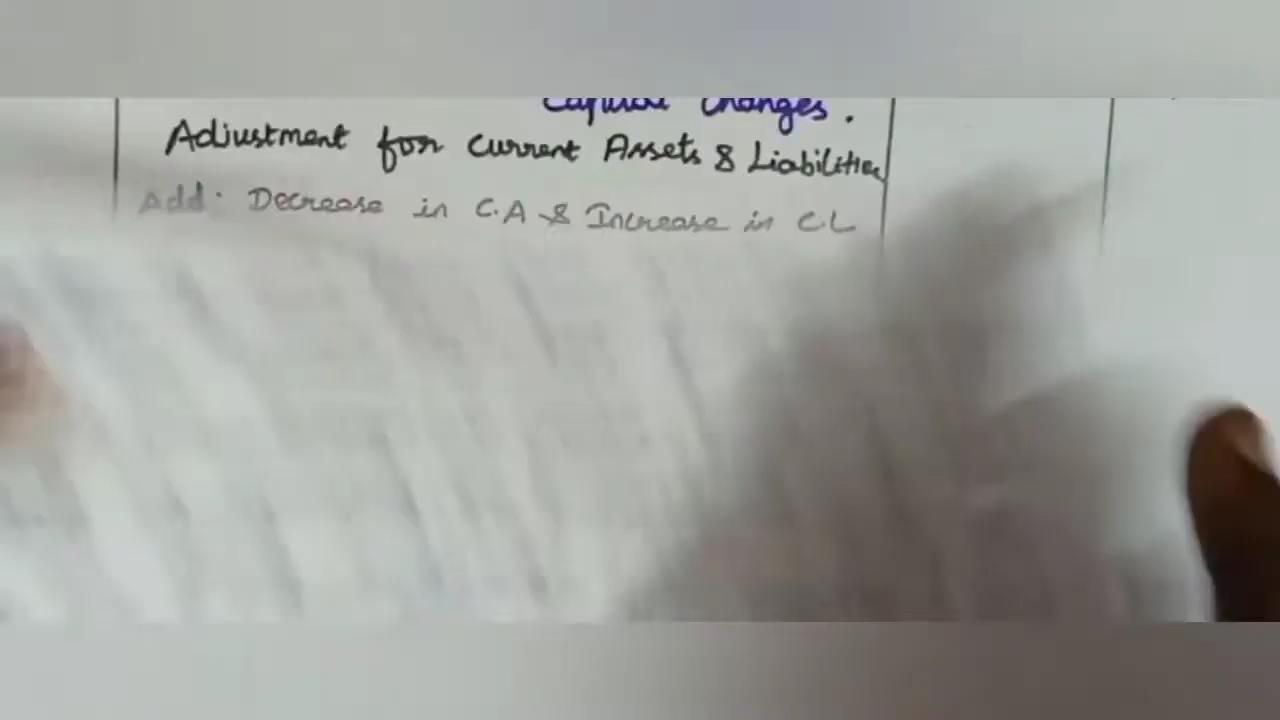 Capital Changes.
Adjustment for Current Assets & Liabilities
Add: Decrease in C.A & Increase in C.L